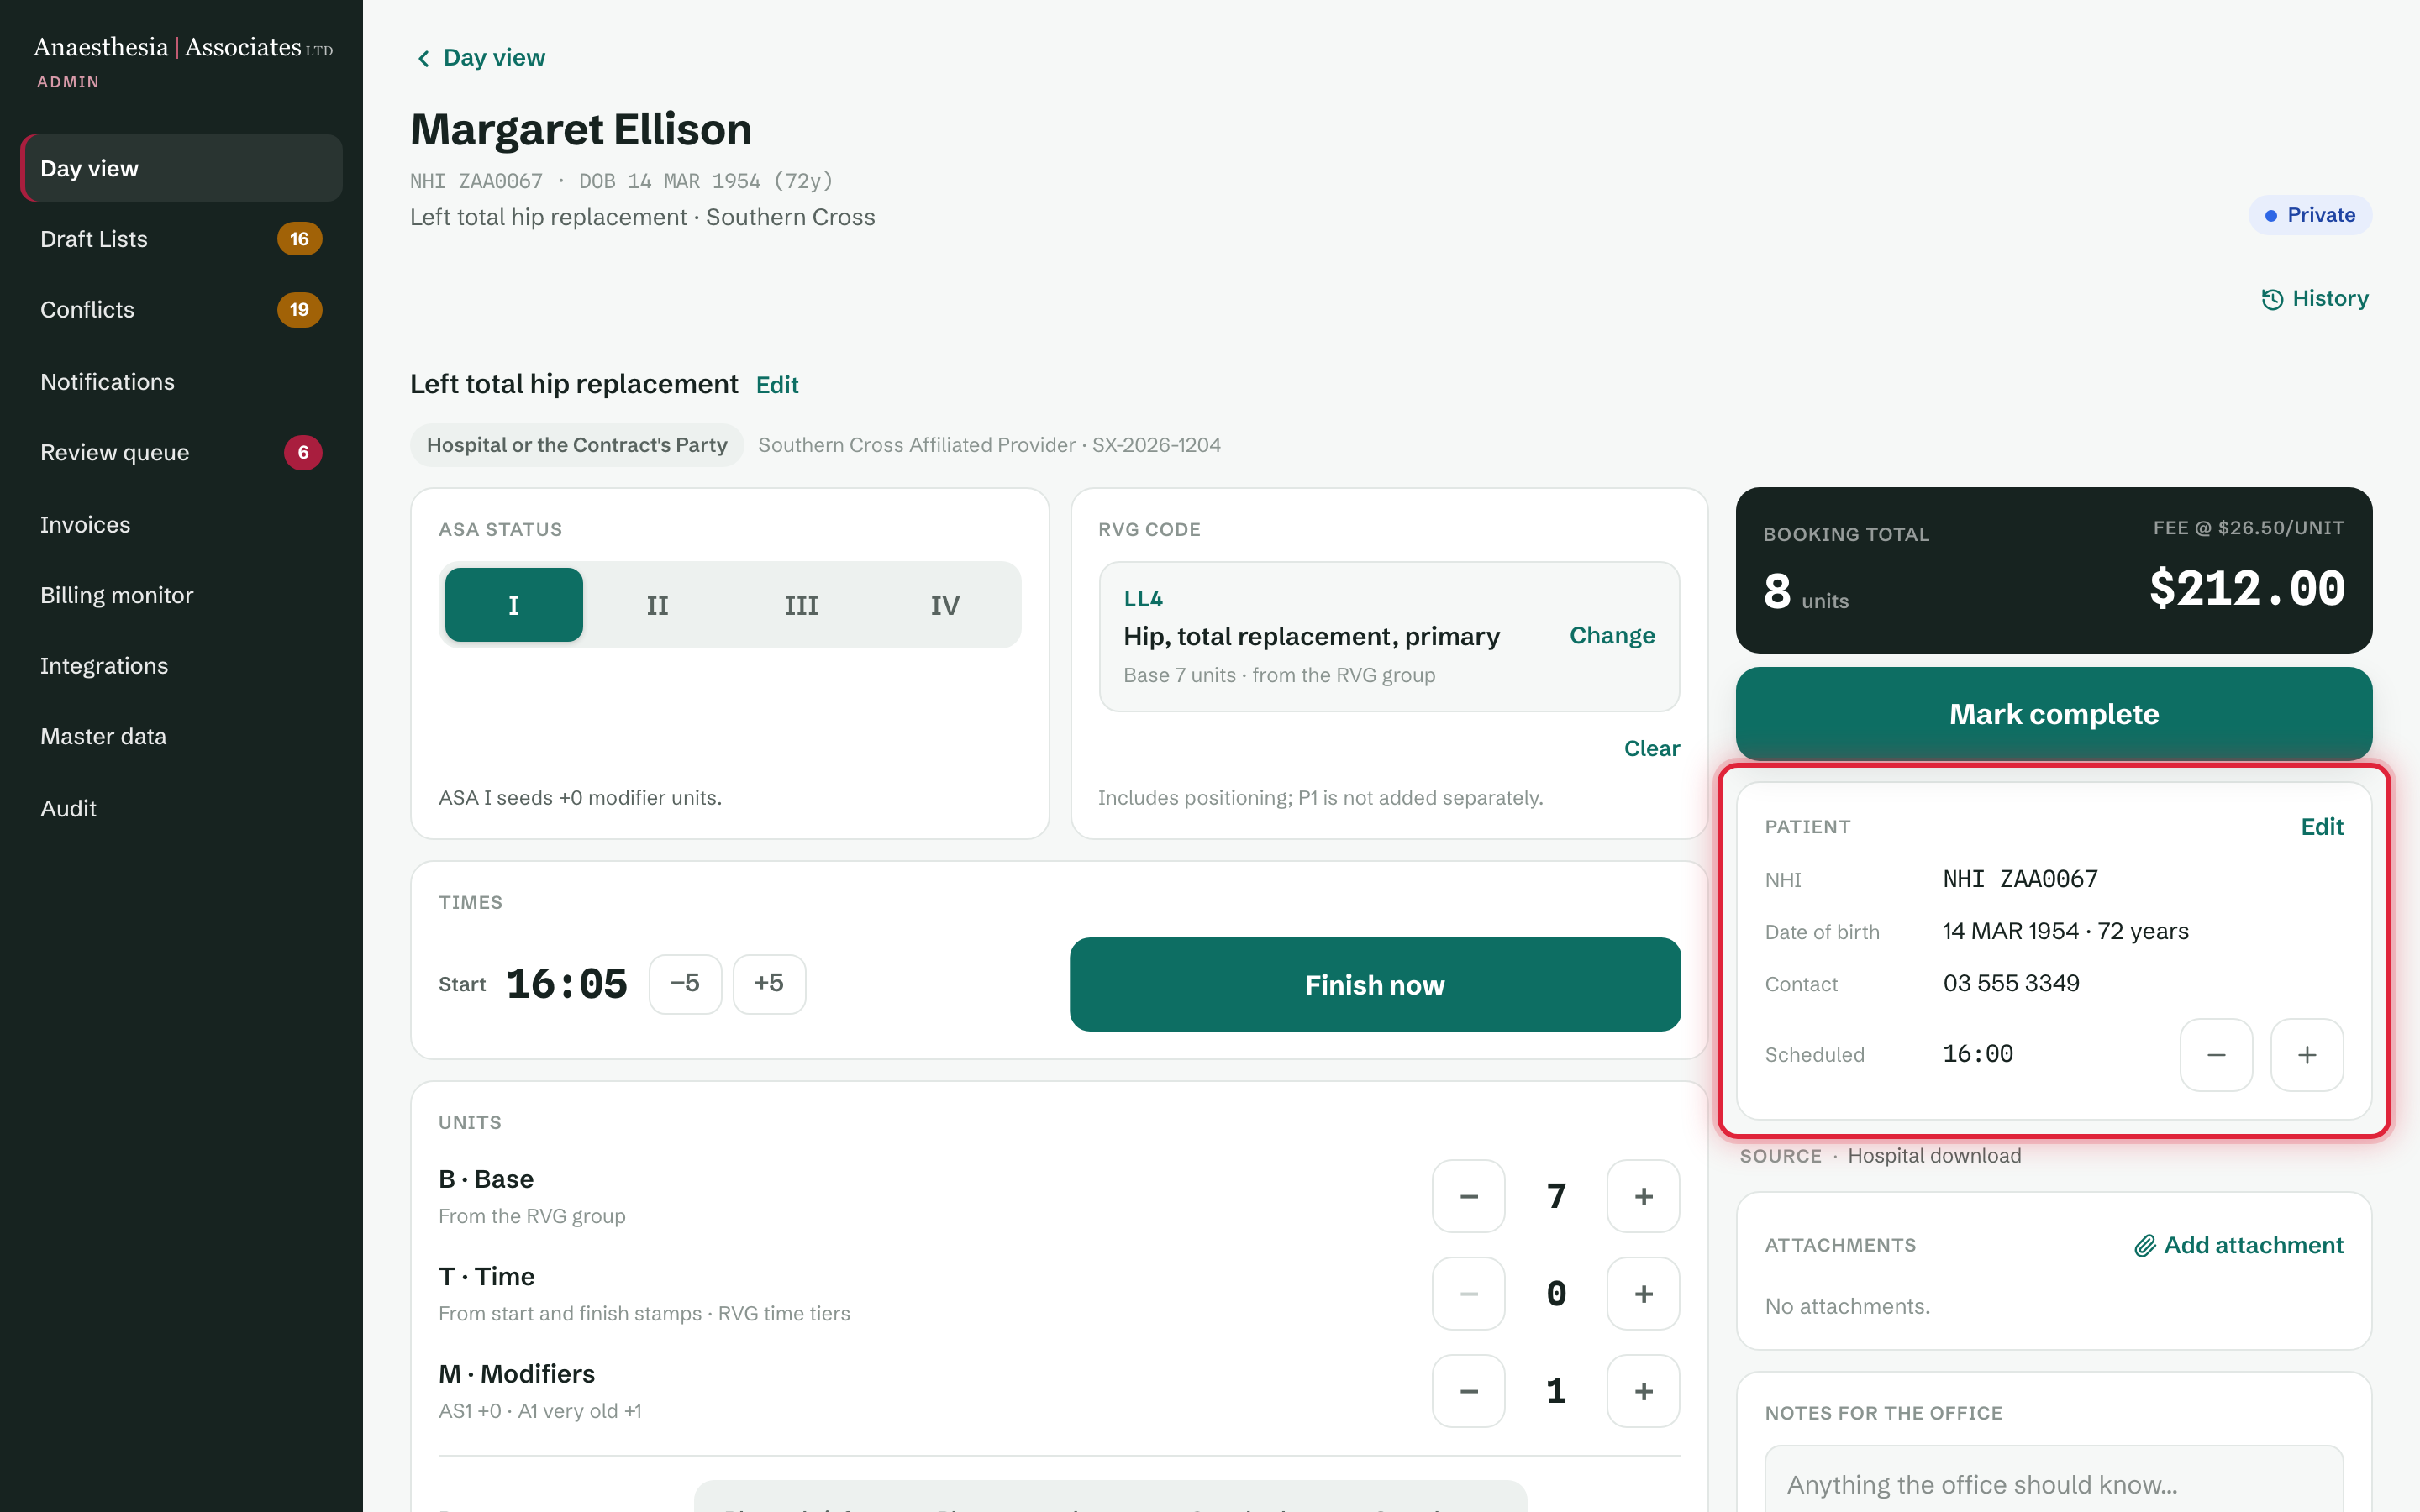 Anaesthesia | Associates LTD
ADMIN
Day view
Draft Lists 16
Conflicts 19
Notifications
Review queue 6
Invoices
Billing monitor
Integrations
Master data
Audit
Day view
Margaret Ellison
NHI ZAA0067 · DOB 14 MAR 1954 (72y)
Left total hip replacement · Southern Cross
Private
History
Left total hip replacement Edit
Hospital or the Contract's Party Southern Cross Affiliated Provider · SX-2026-1204
ASA STATUS
I II III IV
ASA I seeds +0 modifier units.
RVG CODE
LL4
Hip, total replacement, primary Change
Base 7 units · from the RVG group
Clear
Includes positioning; P1 is not added separately.
TIMES
Start 16:05 −5 +5 Finish now
UNITS
B · Base
From the RVG group
− 7 +
T · Time
From start and finish stamps · RVG time tiers
− 0 +
M · Modifiers
AS1 +0 · A1 very old +1
− 1 +
BOOKING TOTAL FEE @ $26.50/UNIT
8 units $212.00
Mark complete
PATIENT Edit
NHI NHI ZAA0067
Date of birth 14 MAR 1954 · 72 years
Contact 03 555 3349
Scheduled 16:00 − +
SOURCE · Hospital download
ATTACHMENTS Add attachment
No attachments.
NOTES FOR THE OFFICE
Anything the office should know...